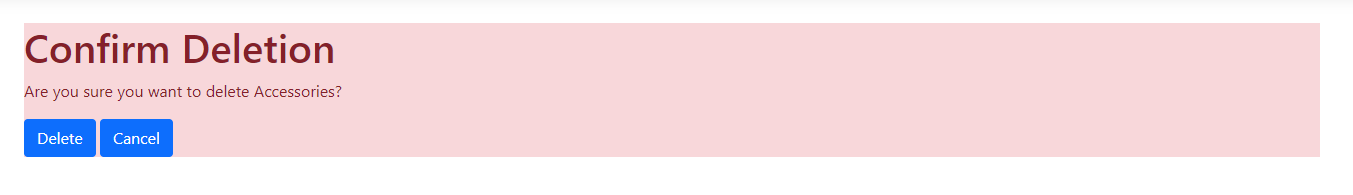 Confirm Deletion
Are you sure you want to delete Accessories?
Delete Cancel